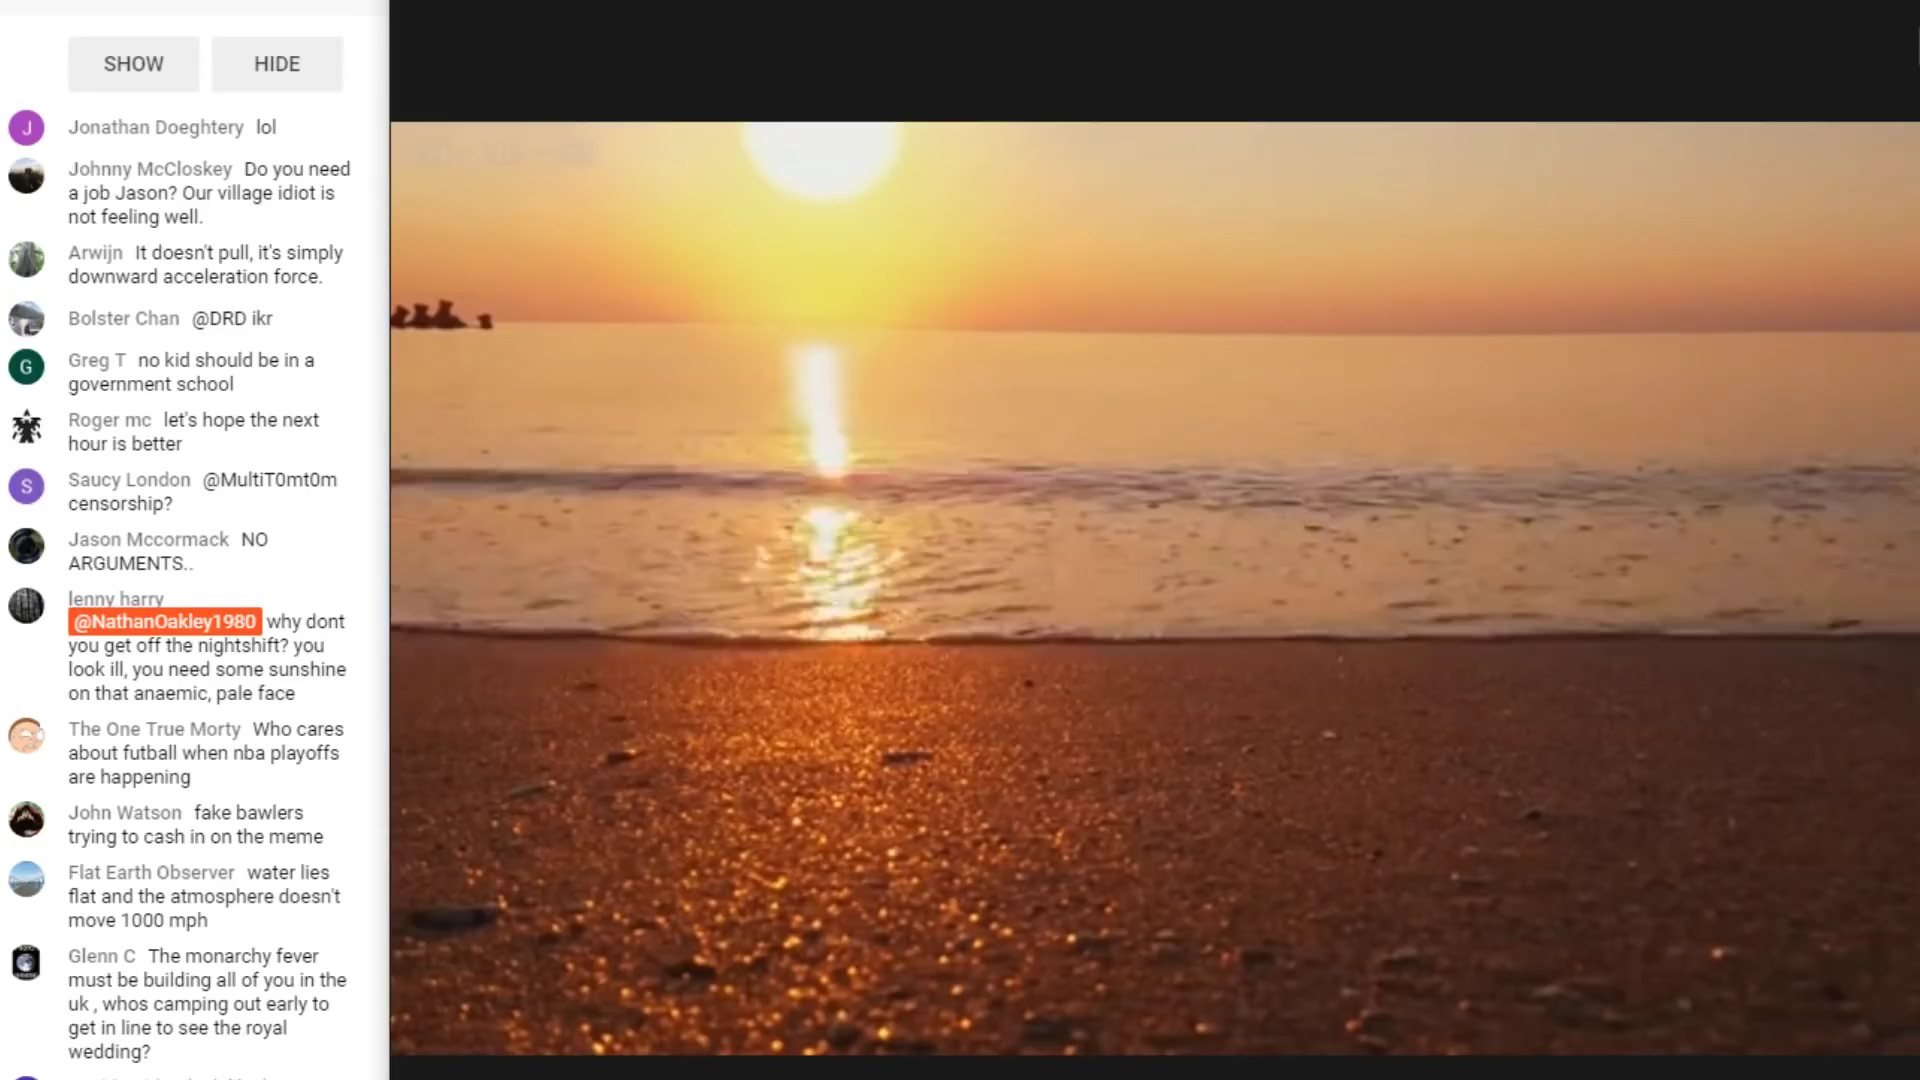 SHOW HIDE
J Jonathan Doeghtery lol
Johnny McCloskey Do you need
a job Jason? Our village idiot is
not feeling well.
Arwijn It doesn't pull, it's simply
downward acceleration force.
Bolster Chan @DRD ikr
G Greg T no kid should be in a
government school
Roger mc let's hope the next
hour is better
S Saucy London @MultiT0mt0m
censorship?
Jason Mccormack NO
ARGUMENTS..
lenny harry
@NathanOakley1980 why dont
you get off the nightshift? you
look ill, you need some sunshine
on that anaemic, pale face
The One True Morty Who cares
about futball when nba playoffs
are happening
John Watson fake bawlers
trying to cash in on the meme
Flat Earth Observer water lies
flat and the atmosphere doesn't
move 1000 mph
Glenn C The monarchy fever
must be building all of you in the
uk , whos camping out early to
get in line to see the royal
wedding?